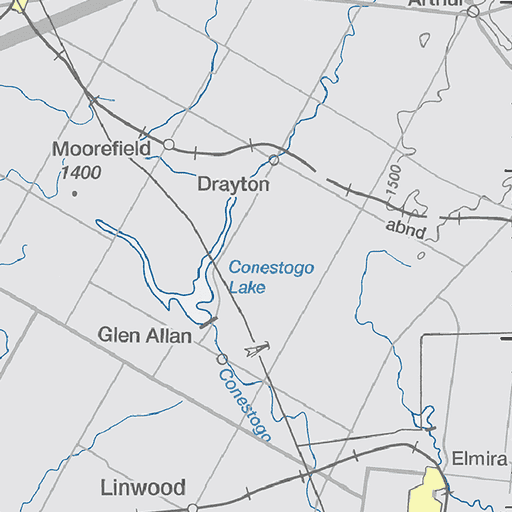 Arthur
Moorefield
1400
Drayton
1500
abnd
Conestogo
Lake
Glen Allan
Conestogo
Elmira
Linwood